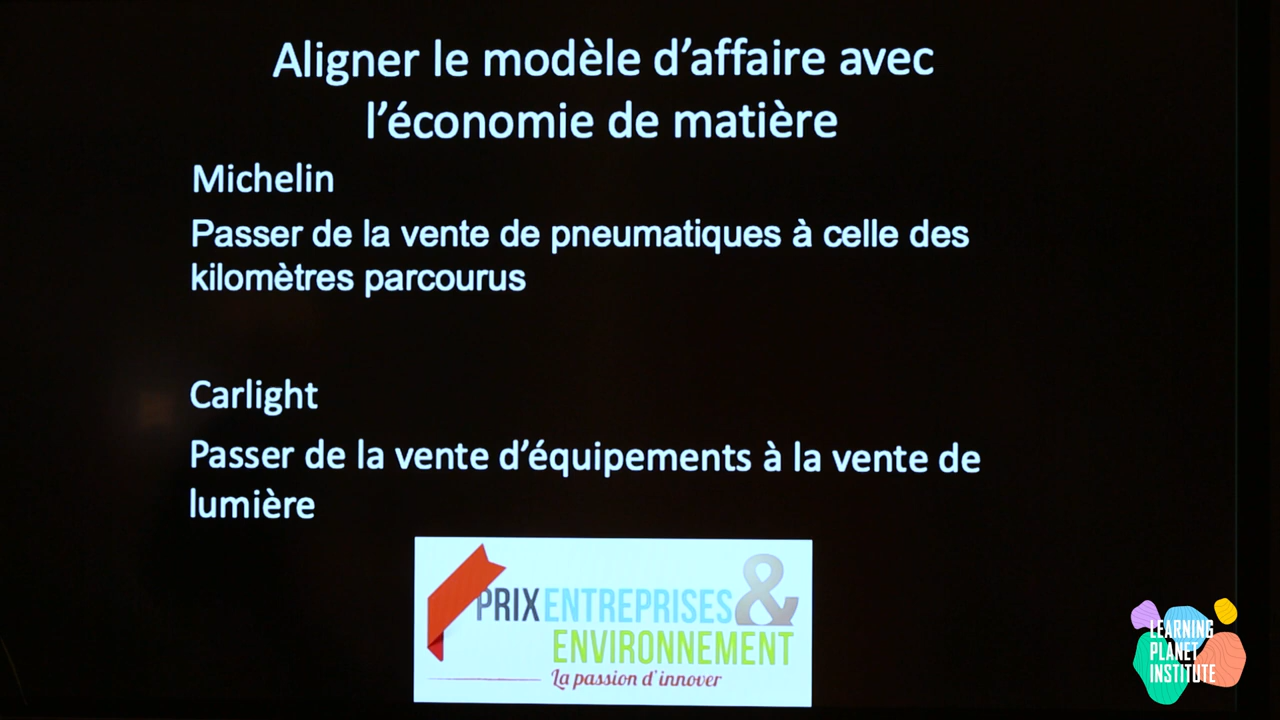 Aligner le modèle d’affaire avec
l’économie de matière
Michelin
Passer de la vente de pneumatiques à celle des
kilomètres parcourus
Carlight
Passer de la vente d’équipements à la vente de
lumière
PRIX ENTREPRISES &
ENVIRONNEMENT
La passion d’innover
LEARNING
PLANET
INSTITUTE